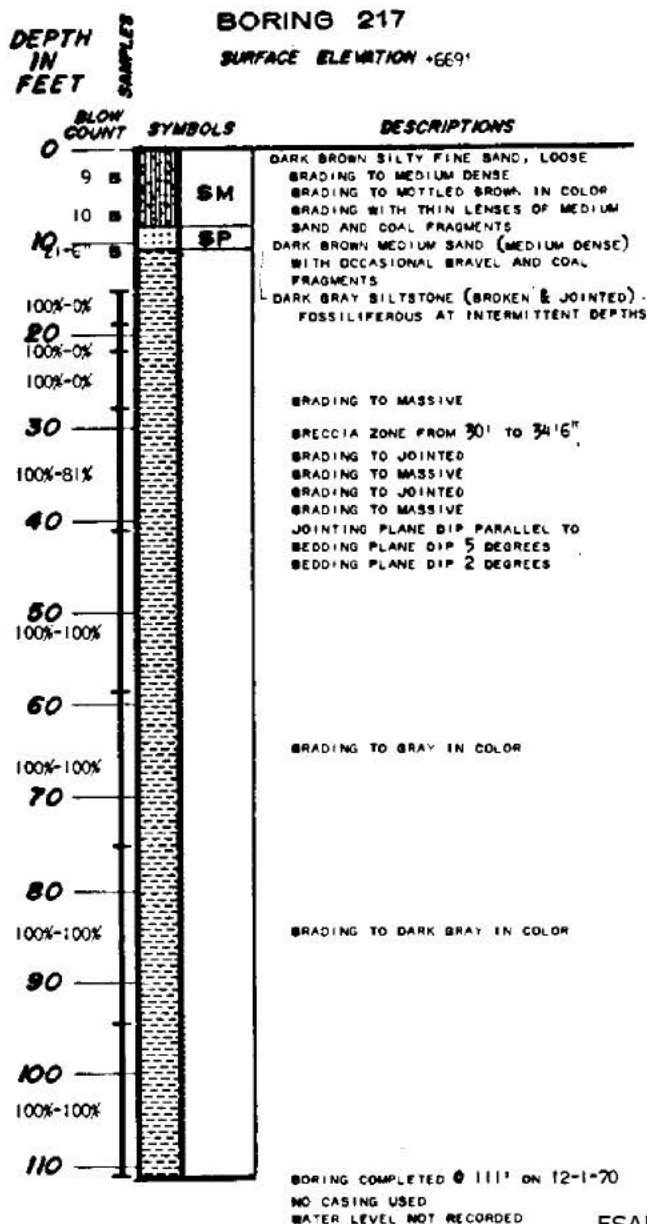 BORING 217
SURFACE ELEVATION +669'
DEPTH IN FEET
SAMPLES
BLOW COUNT SYMBOLS DESCRIPTIONS
0
9
10
SM
10
SP
21-6"
DARK BROWN SILTY FINE SAND, LOOSE
GRADING TO MEDIUM DENSE
GRADING TO MOTTLED BROWN IN COLOR
GRADING WITH THIN LENSES OF MEDIUM
SAND AND COAL FRAGMENTS
DARK BROWN MEDIUM SAND (MEDIUM DENSE)
WITH OCCASIONAL GRAVEL AND COAL
FRAGMENTS
DARK GRAY SILTSTONE (BROKEN & JOINTED) -
FOSSILIFEROUS AT INTERMITTENT DEPTHS
100%-0%
20
100%-0%
100%-0%
GRADING TO MASSIVE
30
BRECCIA ZONE FROM 30' TO 34'6"
GRADING TO JOINTED
100%-81%
GRADING TO MASSIVE
GRADING TO JOINTED
GRADING TO MASSIVE
40
JOINTING PLANE DIP PARALLEL TO
BEDDING PLANE DIP 5 DEGREES
BEDDING PLANE DIP 2 DEGREES
50
100%-100%
60
GRADING TO GRAY IN COLOR
100%-100%
70
80
100%-100%
GRADING TO DARK GRAY IN COLOR
90
100
100%-100%
110
BORING COMPLETED @ 111' ON 12-1-70
NO CASING USED
WATER LEVEL NOT RECORDED